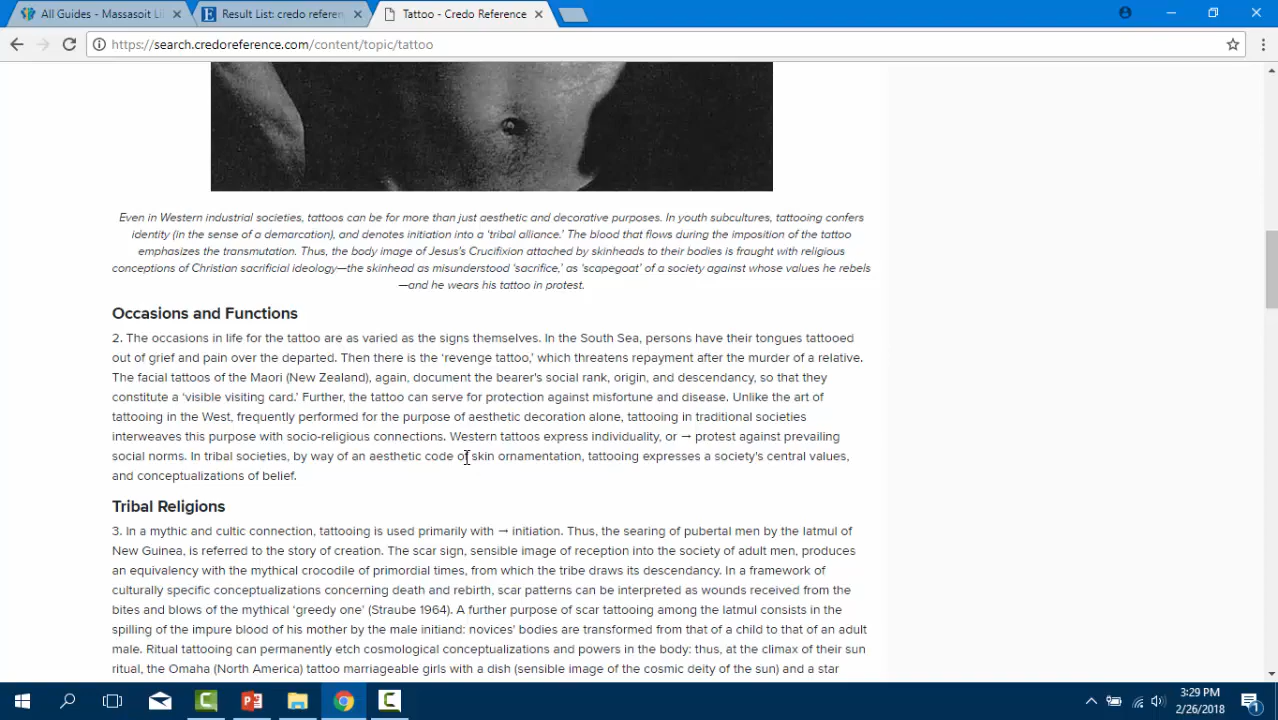 All Guides - Massasoit Li
Result List: credo referen
Tattoo - Credo Reference
https://search.credoreference.com/content/topic/tattoo
Even in Western industrial societies, tattoos can be for more than just aesthetic and decorative purposes. In youth subcultures, tattooing confers
identity (in the sense of a demarcation), and denotes initiation into a ‘tribal alliance.’ The blood that flows during the imposition of the tattoo
emphasizes the transmutation. Thus, the body image of Jesus's Crucifixion attached by skinheads to their bodies is fraught with religious
conceptions of Christian sacrificial ideology—the skinhead as misunderstood ‘sacrifice,’ as ‘scapegoat’ of a society against whose values he rebels
—and he wears his tattoo in protest.
Occasions and Functions
2. The occasions in life for the tattoo are as varied as the signs themselves. In the South Sea, persons have their tongues tattooed
out of grief and pain over the departed. Then there is the ‘revenge tattoo,’ which threatens repayment after the murder of a relative.
The facial tattoos of the Maori (New Zealand), again, document the bearer's social rank, origin, and descendancy, so that they
constitute a ‘visible visiting card.’ Further, the tattoo can serve for protection against misfortune and disease. Unlike the art of
tattooing in the West, frequently performed for the purpose of aesthetic decoration alone, tattooing in traditional societies
interweaves this purpose with socio-religious connections. Western tattoos express individuality, or → protest against prevailing
social norms. In tribal societies, by way of an aesthetic code of skin ornamentation, tattooing expresses a society's central values,
and conceptualizations of belief.
Tribal Religions
3. In a mythic and cultic connection, tattooing is used primarily with → initiation. Thus, the searing of pubertal men by the latmul of
New Guinea, is referred to the story of creation. The scar sign, sensible image of reception into the society of adult men, produces
an equivalency with the mythical crocodile of primordial times, from which the tribe draws its descendancy. In a framework of
culturally specific conceptualizations concerning death and rebirth, scar patterns can be interpreted as wounds received from the
bites and blows of the mythical ‘greedy one’ (Straube 1964). A further purpose of scar tattooing among the latmul consists in the
spilling of the impure blood of his mother by the male initiand: novices' bodies are transformed from that of a child to that of an adult
male. Ritual tattooing can permanently etch cosmological conceptualizations and powers in the body: thus, at the climax of their sun
ritual, the Omaha (North America) tattoo marriageable girls with a dish (sensible image of the cosmic deity of the sun) and a star
3:29 PM
2/26/2018
1